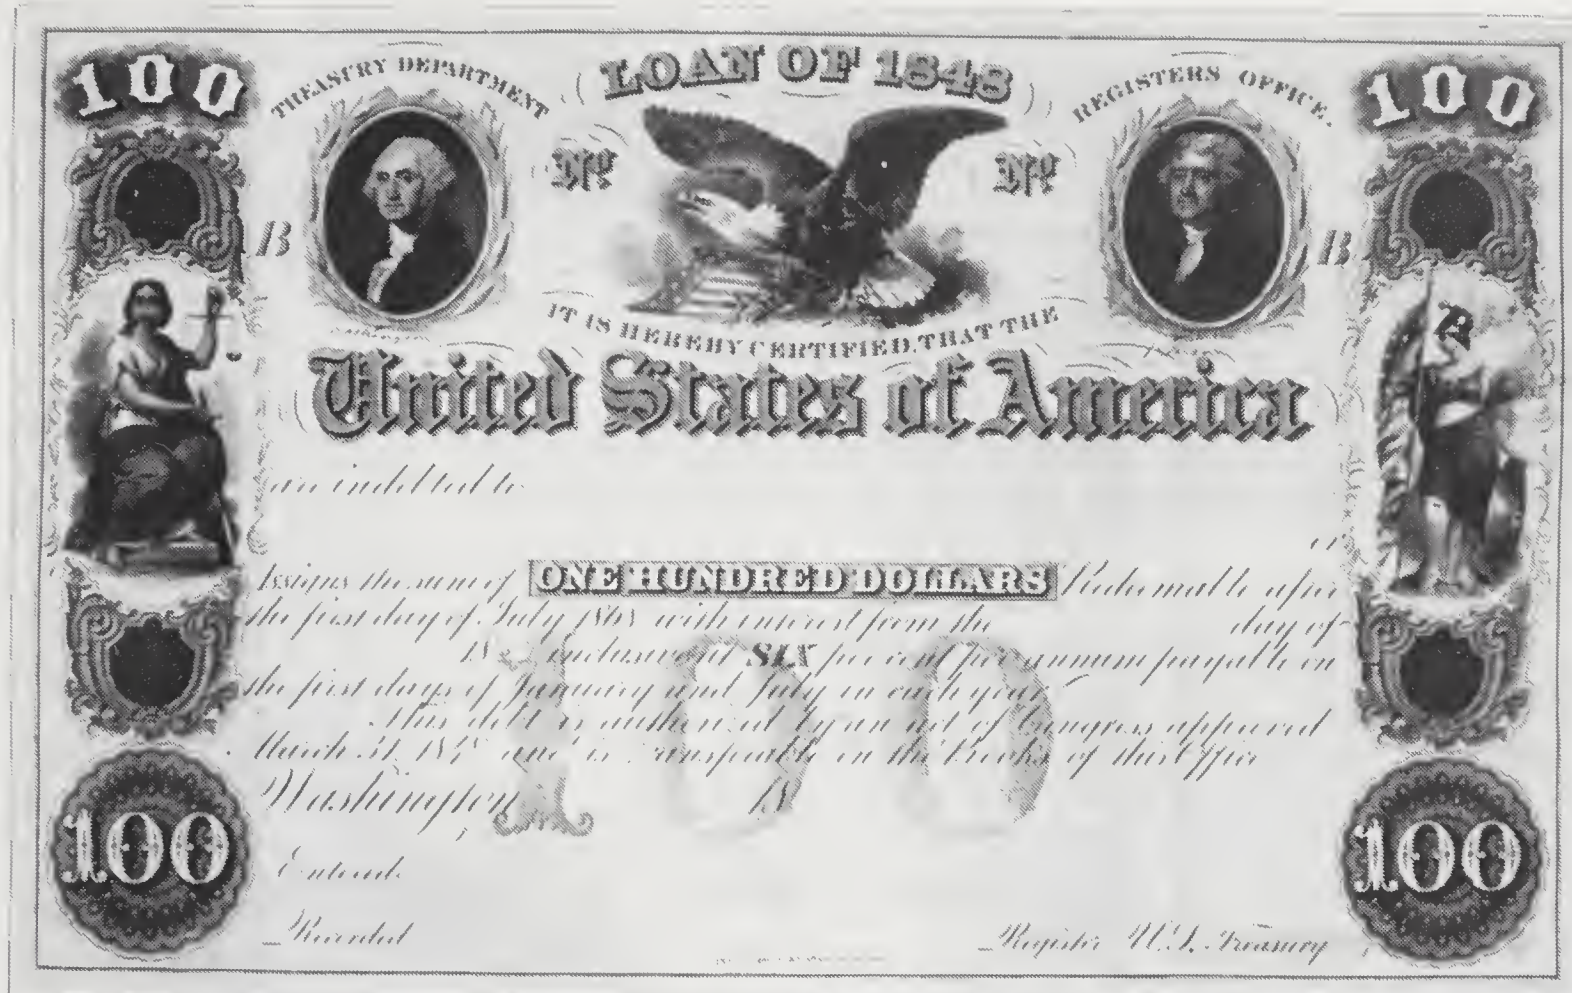 100
TREASURY DEPARTMENT
LOAN OF 1848
REGISTERS OFFICE.
100
No
No
B
B
IT IS HEREBY CERTIFIED, THAT THE
United States of America
are indebted to
or
Assigns the sum of ONE HUNDRED DOLLARS Redeemable after
the first day of July 1868 with interest from the day of
18 inclusive at SIX per cent per annum payable on
the first days of January and July in each year
This debt is authorized by an act of Congress approved
March 31, 1848 and is transferable on the Books of this Office
Washington 18
100
100
100
Entered
Recorded
Register U.S. Treasury